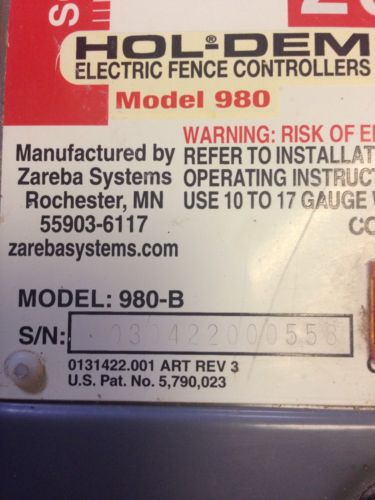 HOL-DEM®
ELECTRIC FENCE CONTROLLERS
Model 980
WARNING: RISK OF
Manufactured by
Zareba Systems
Rochester, MN
55903-6117
zarebasystems.com
REFER TO
OPERATING
USE 10 TO 17 GAUGE
MODEL: 980-B
S/N: 030422000558
0131422.001 ART REV 3
U.S. Pat. No. 5,790,023